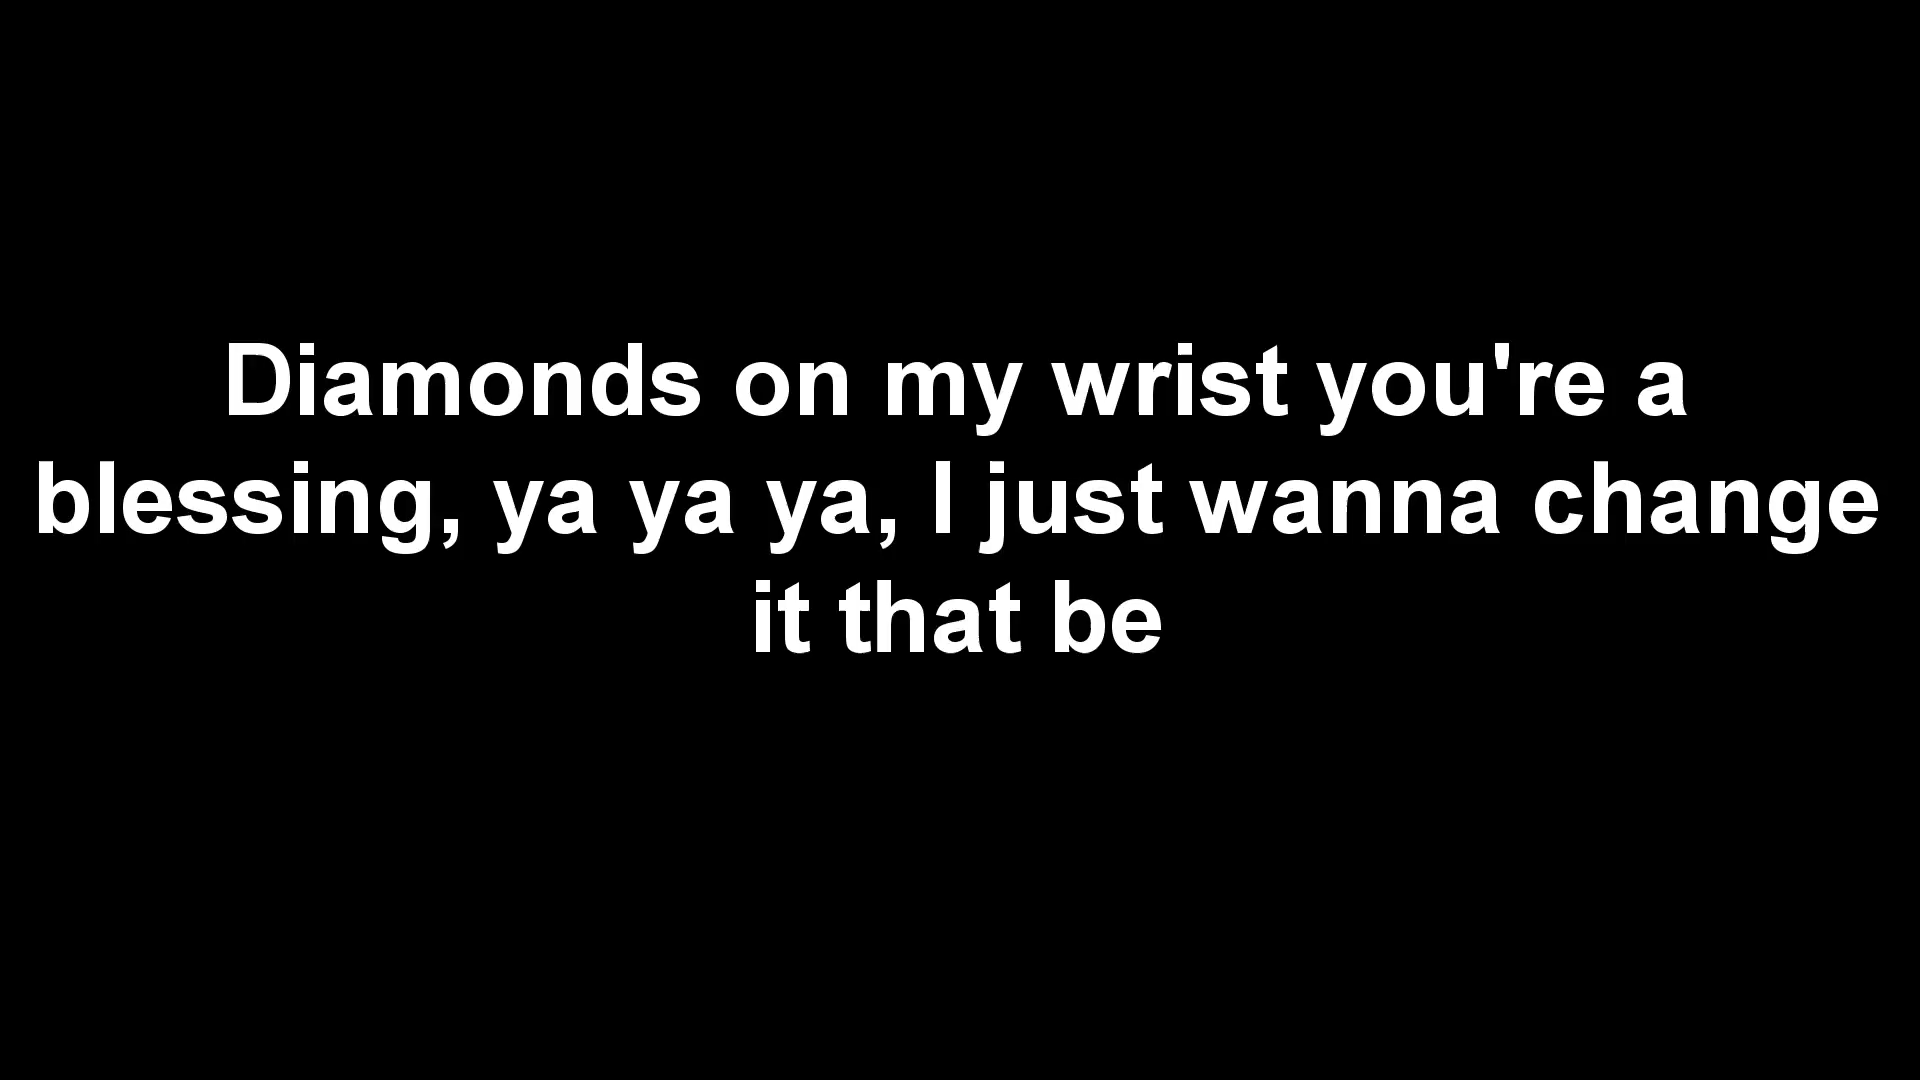 Diamonds on my wrist you're a
blessing, ya ya ya, I just wanna change
it that be